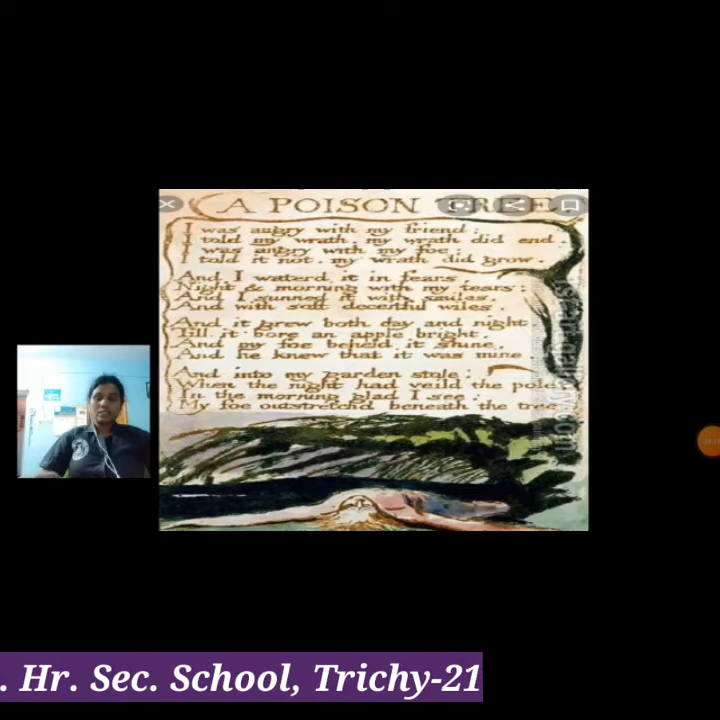 A POISON TREE
I was angry with my friend:
I told my wrath, my wrath did end.
I was angry with my foe:
I told it not, my wrath did grow.
And I waterd it in fears
Night & morning with my tears:
And I sunned it with smiles,
And with soft deceitful wiles.
And it grew both day and night
Till it bore an apple bright.
And my foe beheld it shine,
And he knew that it was mine
And into my garden stole:
When the night had veild the pole
In the morning glad I see:
My foe outstretchd beneath the tree
. Hr. Sec. School, Trichy-21